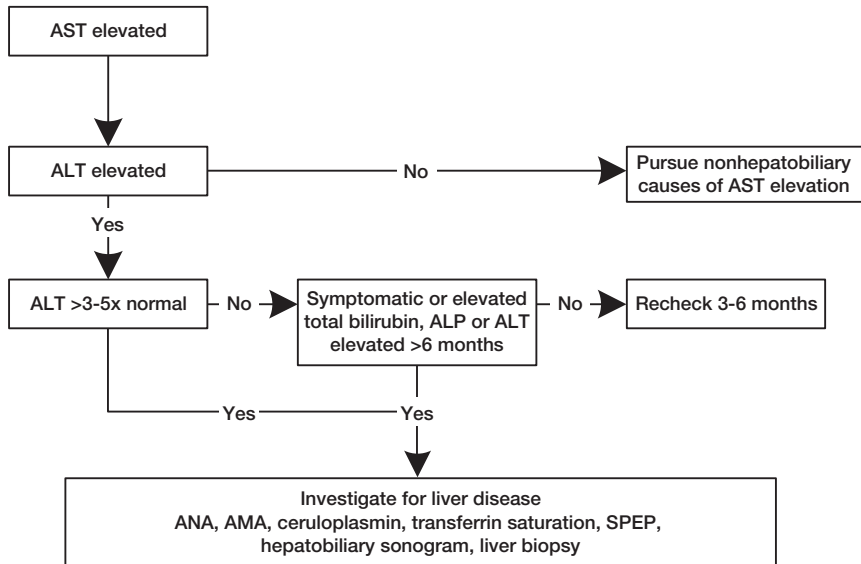 AST elevated
ALT elevated
No
Pursue nonhepatobiliary
causes of AST elevation
Yes
ALT >3-5x normal
No
Symptomatic or elevated
total bilirubin, ALP or ALT
elevated >6 months
No
Recheck 3-6 months
Yes
Yes
Investigate for liver disease
ANA, AMA, ceruloplasmin, transferrin saturation, SPEP,
hepatobiliary sonogram, liver biopsy